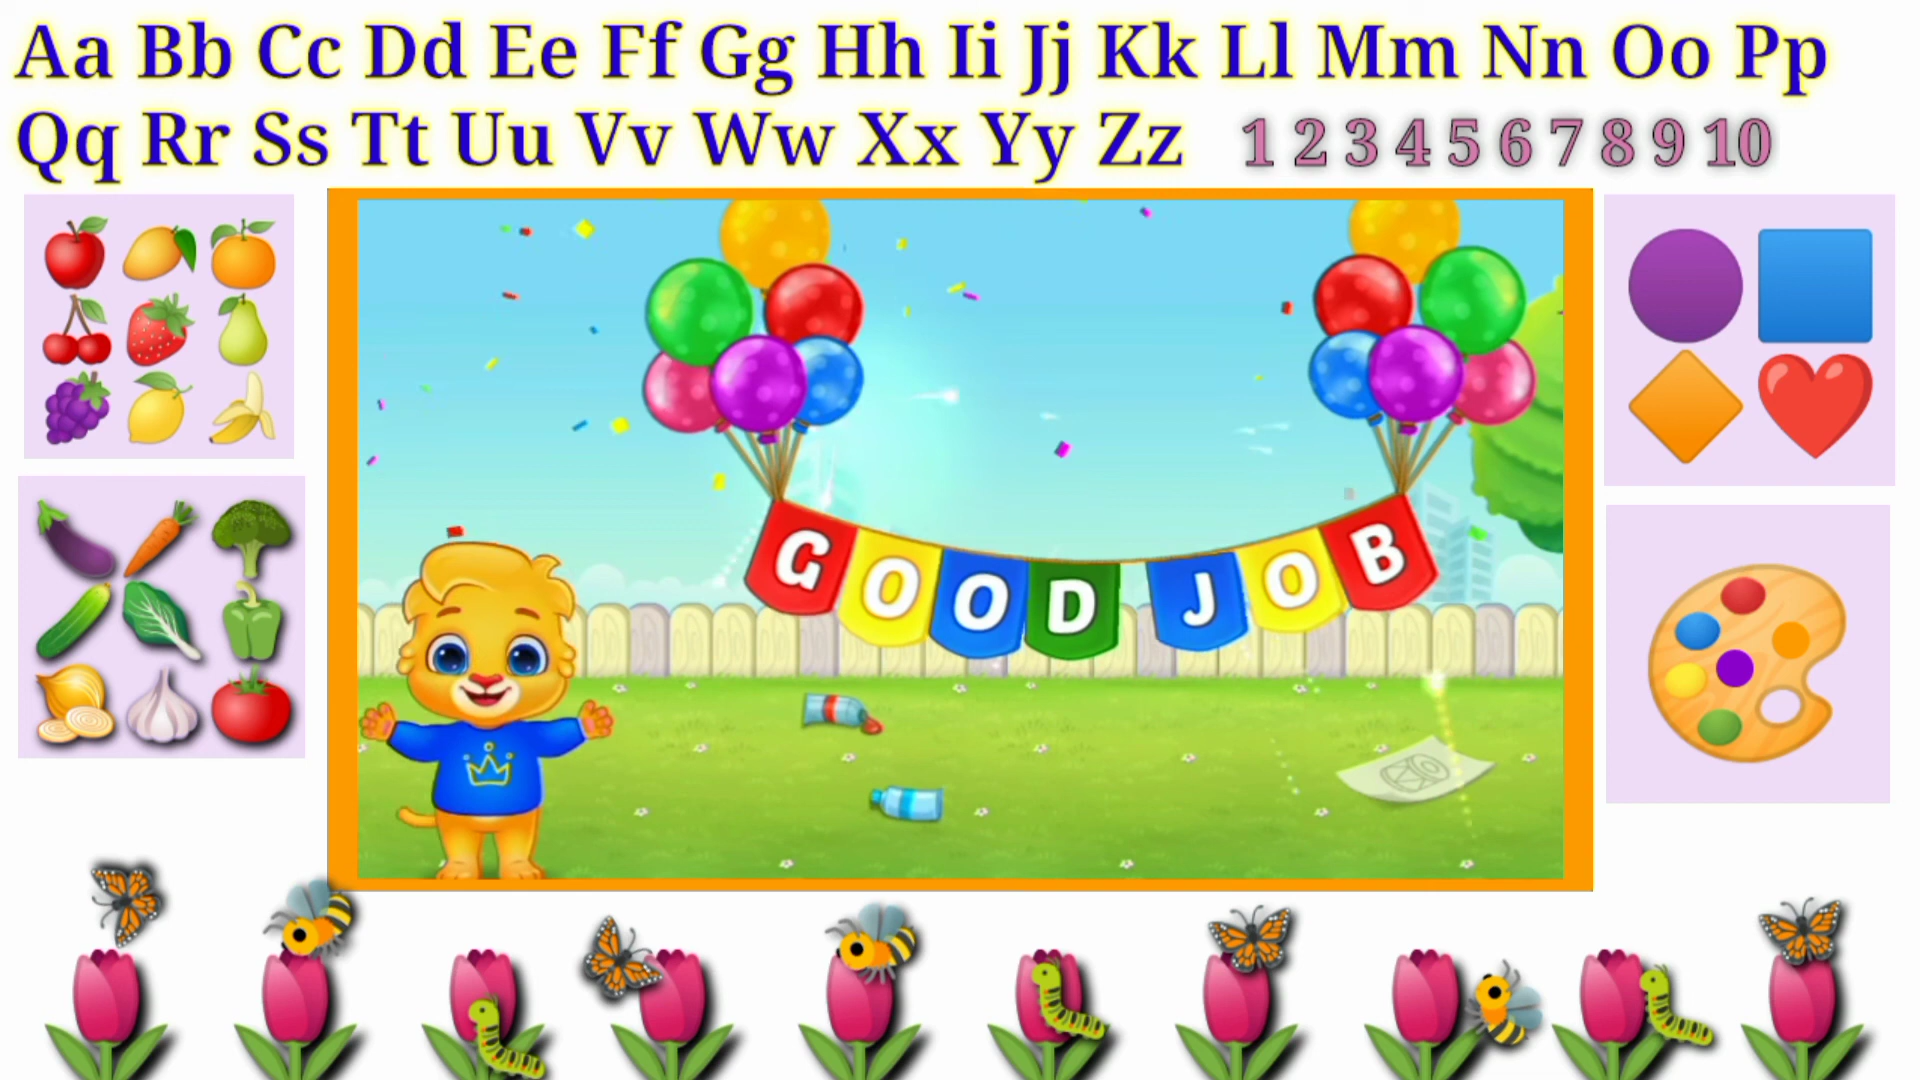 Aa Bb Cc Dd Ee Ff Gg Hh Ii Jj Kk Ll Mm Nn Oo Pp
Qq Rr Ss Tt Uu Vv Ww Xx Yy Zz 1 2 3 4 5 6 7 8 9 10
GOOD JOB